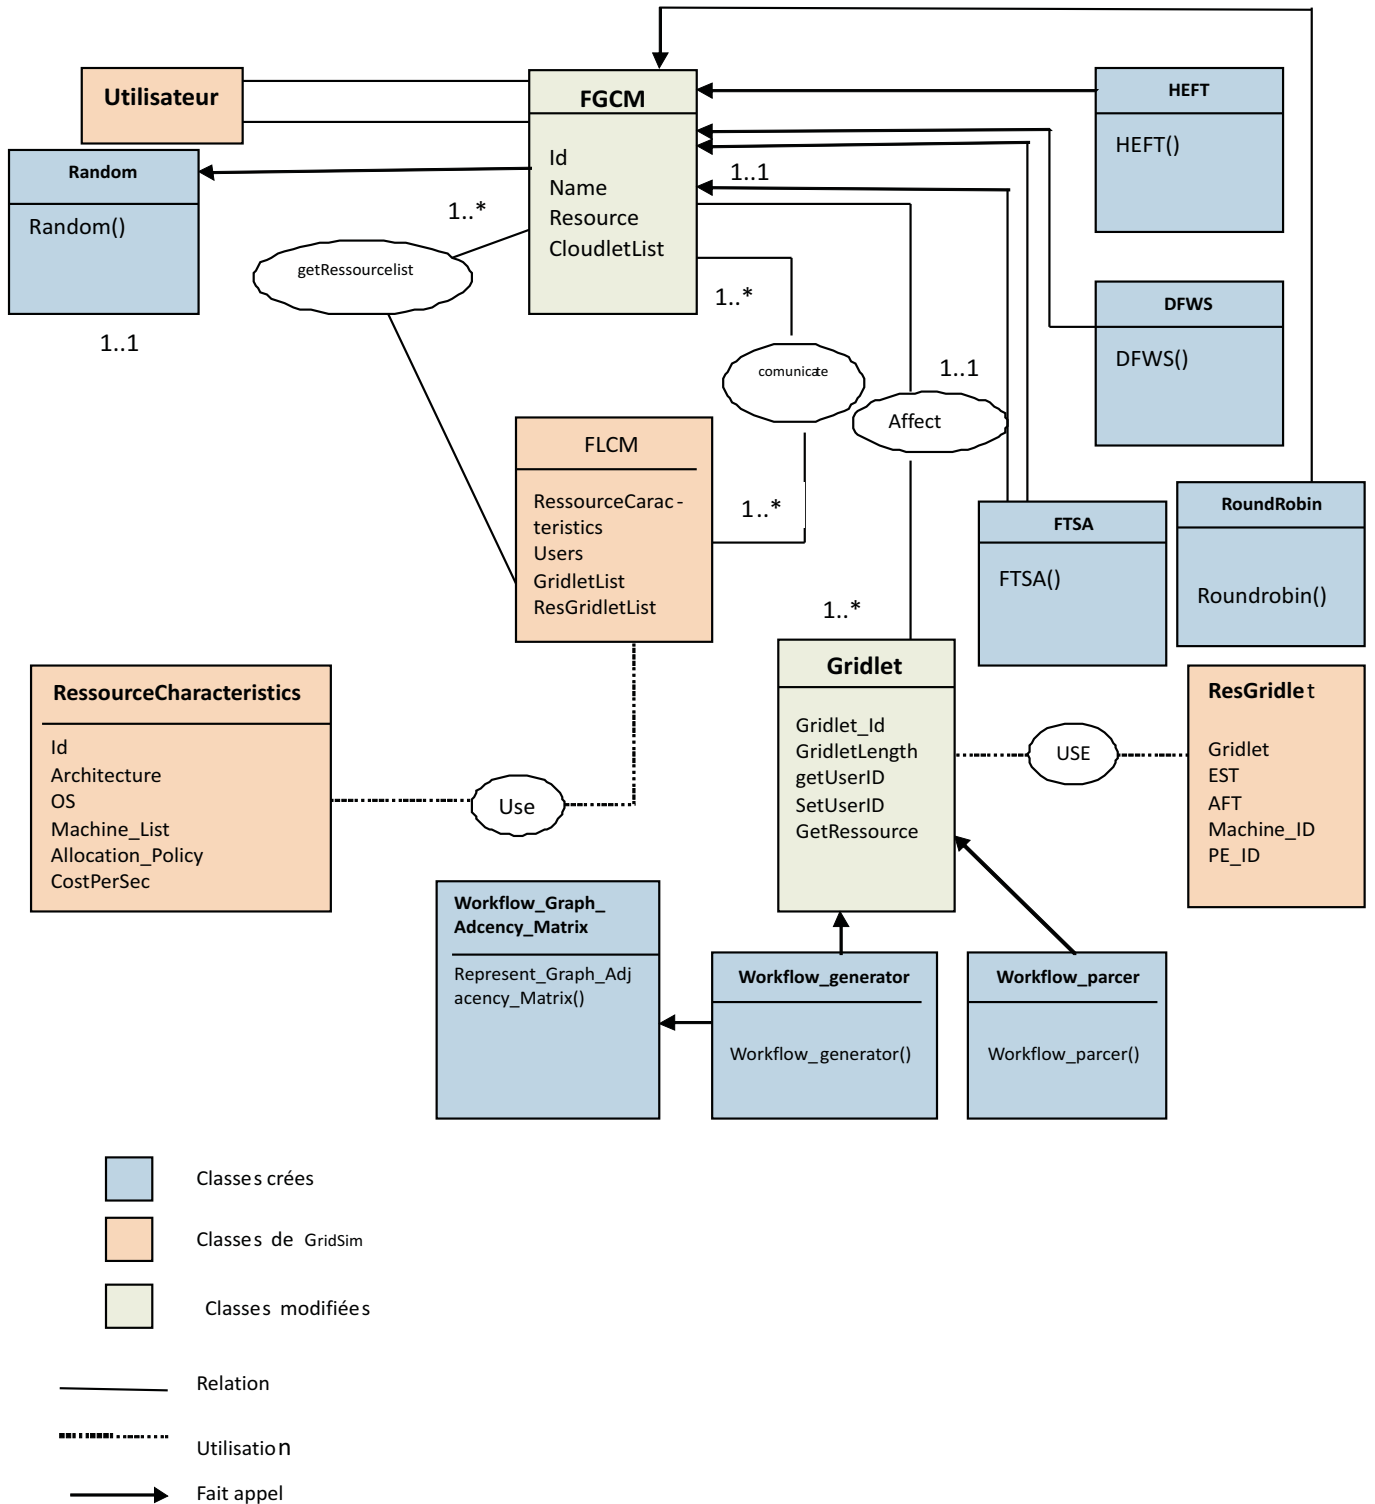 Utilisateur
FGCM
Id
Name
Resource
CloudletList
HEFT
HEFT()
Random
Random()
1..1
1..*
getRessourcelist
1..1
1..*
comunicate
DFWS
DFWS()
1..1
Affect
FLCM
RessourceCarac-
teristics
Users
GridletList
ResGridletList
1..*
FTSA
FTSA()
RoundRobin
Roundrobin()
1..*
RessourceCharacteristics
Id
Architecture
OS
Machine_List
Allocation_Policy
CostPerSec
Use
Gridlet
Gridlet_Id
GridletLength
getUserID
SetUserID
GetRessource
USE
ResGridlet
Gridlet
EST
AFT
Machine_ID
PE_ID
Workflow_Graph_
Adcency_Matrix
Represent_Graph_Adj
acency_Matrix()
Workflow_generator
Workflow_generator()
Workflow_parcer
Workflow_parcer()
Classes crées
Classes de GridSim
Classes modifiées
Relation
Utilisation
Fait appel